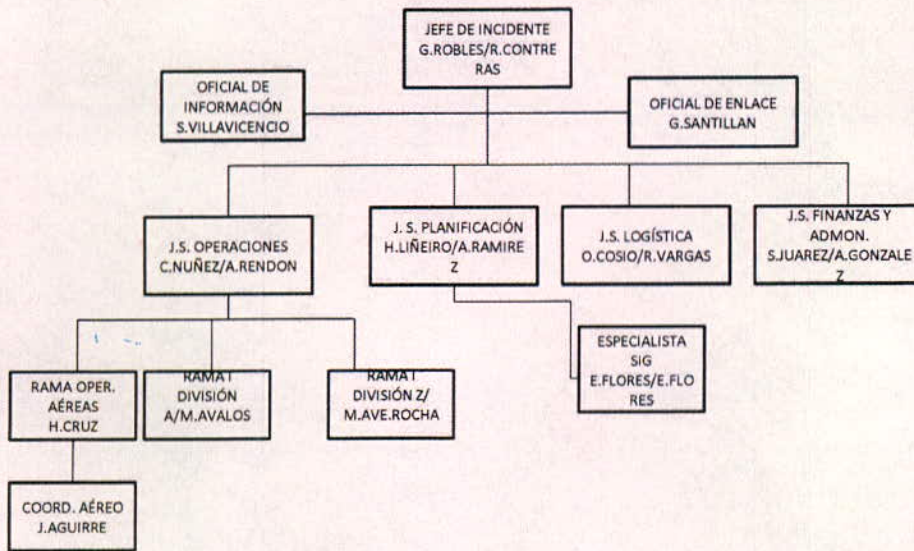 JEFE DE INCIDENTE
G.ROBLES/R.CONTRE
RAS
OFICIAL DE
INFORMACIÓN
S.VILLAVICENCIO
OFICIAL DE ENLACE
G.SANTILLAN
J.S. OPERACIONES
C.NUÑEZ/A.RENDON
J. S. PLANIFICACIÓN
H.LIÑEIRO/A.RAMIRE
Z
J.S. LOGÍSTICA
O.COSIO/R.VARGAS
J.S. FINANZAS Y
ADMON.
S.JUAREZ/A.GONZALE
Z
ESPECIALISTA
SIG
E.FLORES/E.FLO
RES
RAMA OPER.
AÉREAS
H.CRUZ
RAMA I
DIVISIÓN
A/M.AVALOS
RAMA I
DIVISIÓN Z/
M.AVE.ROCHA
COORD. AÉREO
J.AGUIRRE